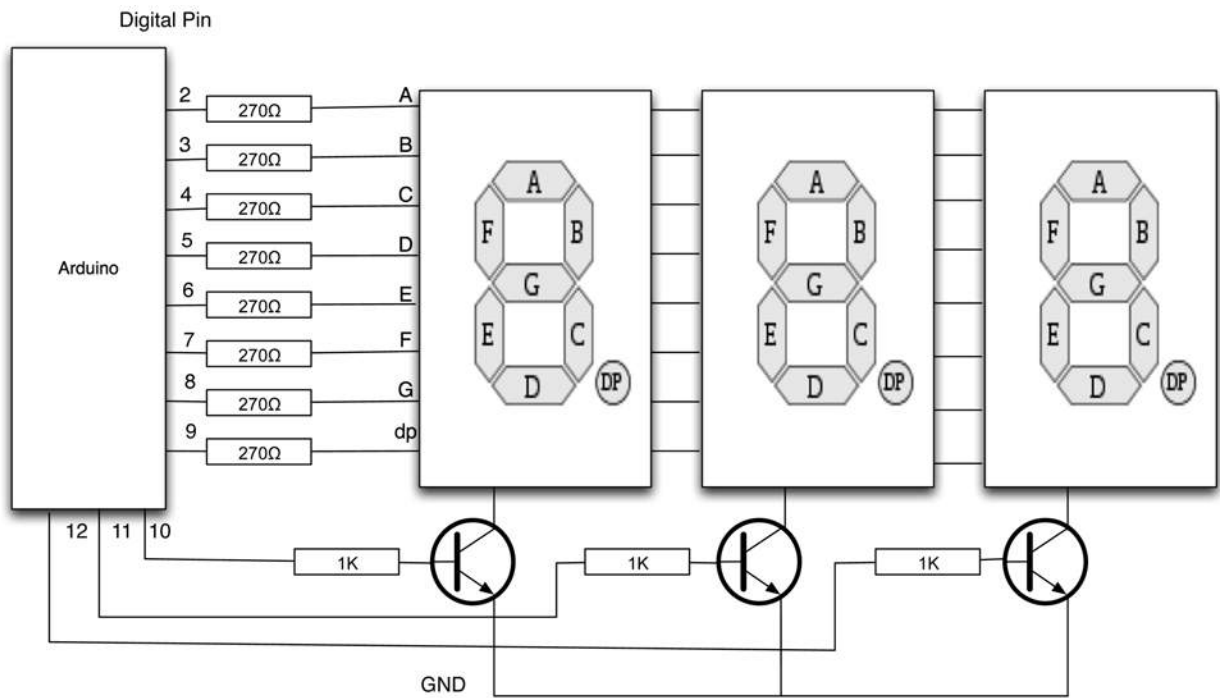 Digital Pin
Arduino
2 270Ω A
3 270Ω B
4 270Ω C
5 270Ω D
6 270Ω E
7 270Ω F
8 270Ω G
9 270Ω dp
A
F B
G
E C
D DP
A
F B
G
E C
D DP
A
F B
G
E C
D DP
12 11 10
1K 1K 1K
GND